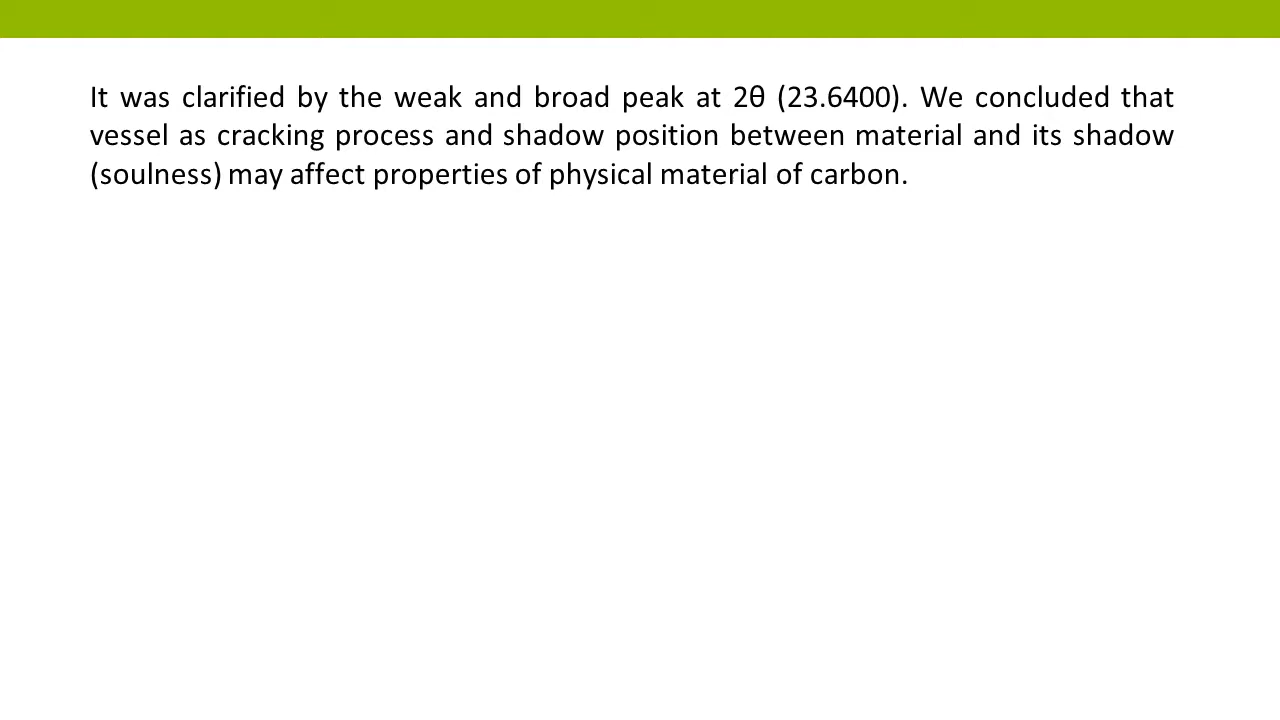 It was clarified by the weak and broad peak at 2θ (23.6400). We concluded that
vessel as cracking process and shadow position between material and its shadow
(soulness) may affect properties of physical material of carbon.